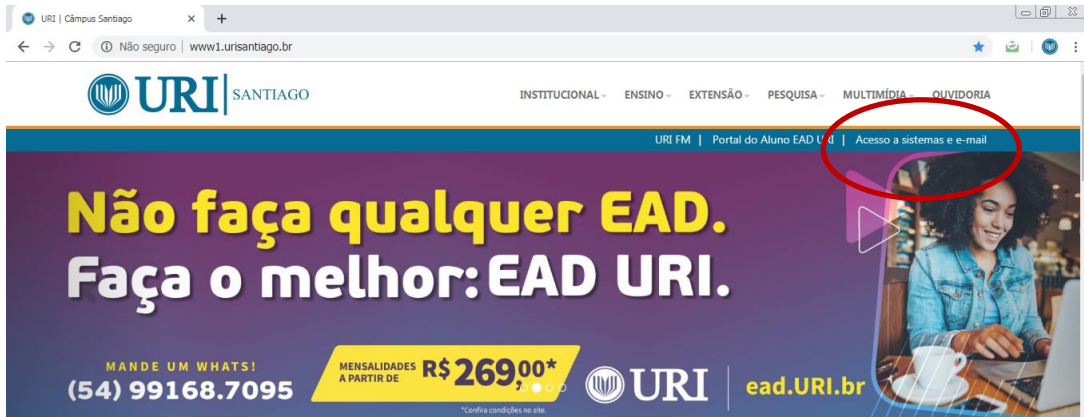 URI | Câmpus Santiago
Não seguro | www1.urisantiago.br
URI SANTIAGO
INSTITUCIONAL ENSINO EXTENSÃO PESQUISA MULTIMÍDIA OUVIDORIA
URI FM | Portal do Aluno EAD URI | Acesso a sistemas e e-mail
Não faça qualquer EAD.
Faça o melhor: EAD URI.
MANDE UM WHATS!
(54) 99168.7095
MENSALIDADES
A PARTIR DE
R$ 269,00*
*Confira condições no site.
URI
ead.URI.br